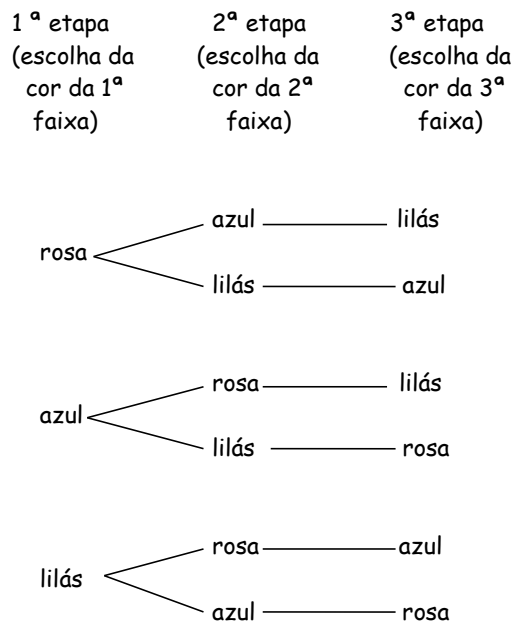 1 ª etapa 2ª etapa 3ª etapa
(escolha da (escolha da (escolha da
cor da 1ª cor da 2ª cor da 3ª
faixa) faixa) faixa)
azul lilás
rosa
lilás azul
rosa lilás
azul
lilás rosa
rosa azul
lilás
azul rosa